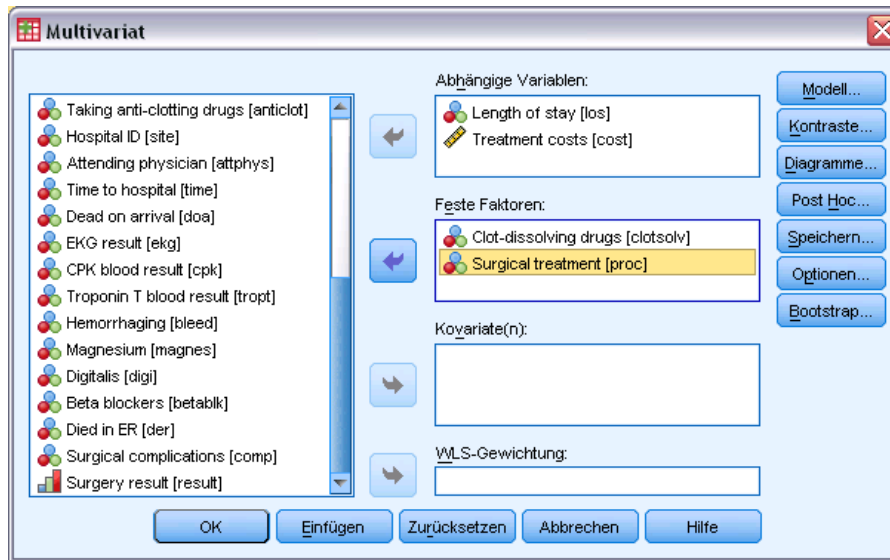 Multivariat
Taking anti-clotting drugs [anticlot]
Hospital ID [site]
Attending physician [attphys]
Time to hospital [time]
Dead on arrival [doa]
EKG result [ekg]
CPK blood result [cpk]
Troponin T blood result [tropt]
Hemorrhaging [bleed]
Magnesium [magnes]
Digitalis [digi]
Beta blockers [betablk]
Died in ER [der]
Surgical complications [comp]
Surgery result [result]
Abhängige Variablen:
Length of stay [los]
Treatment costs [cost]
Feste Faktoren:
Clot-dissolving drugs [clotsolv]
Surgical treatment [proc]
Kovariate(n):
WLS-Gewichtung:
Modell...
Kontraste...
Diagramme...
Post Hoc...
Speichern...
Optionen...
Bootstrap...
OK
Einfügen
Zurücksetzen
Abbrechen
Hilfe